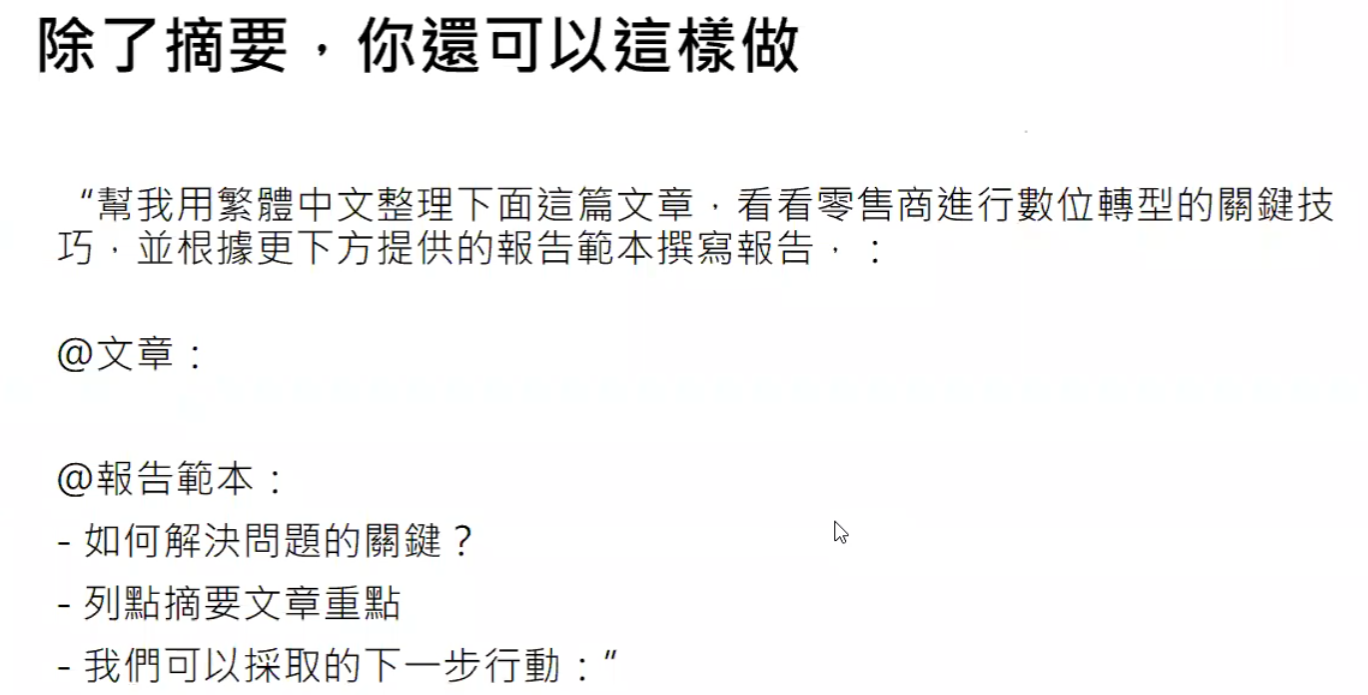 除了摘要，你還可以這樣做
“幫我用繁體中文整理下面這篇文章，看看零售商進行數位轉型的關鍵技
巧，並根據更下方提供的報告範本撰寫報告，：
@文章：
@報告範本：
- 如何解決問題的關鍵？
- 列點摘要文章重點
- 我們可以採取的下一步行動：”